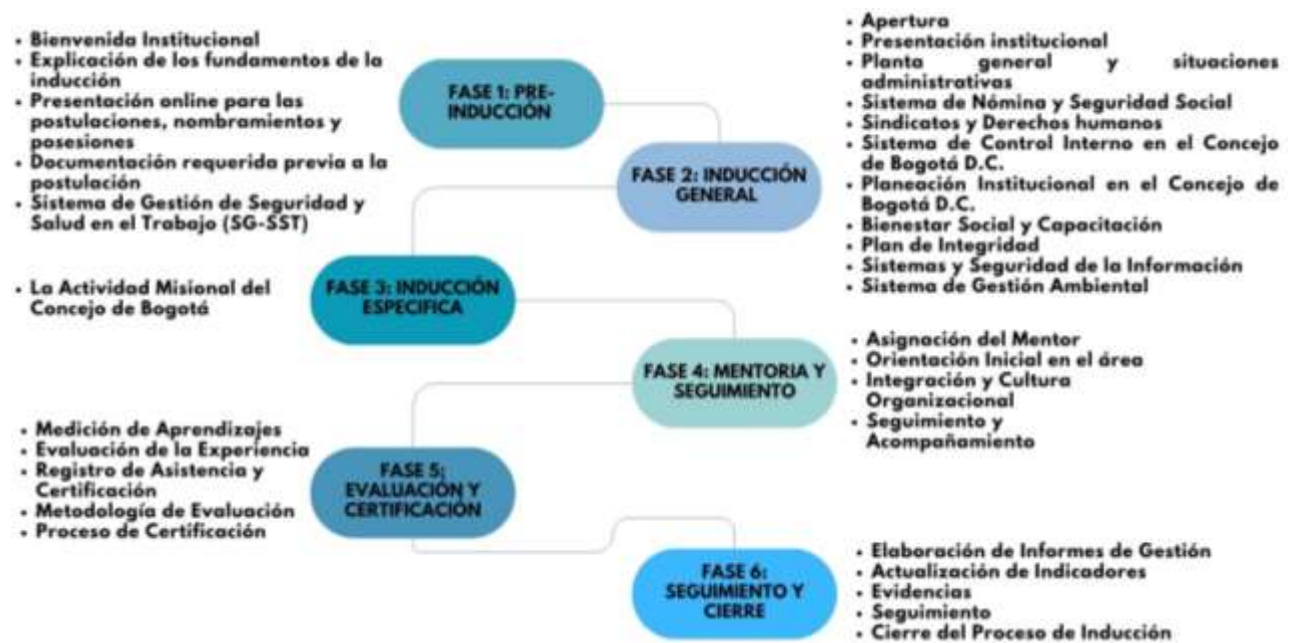 • Bienvenida Institucional
• Explicación de los fundamentos de la
inducción
• Presentación online para las
postulaciones, nombramientos y
posesiones
• Documentación requerida previa a la
postulación
• Sistema de Gestión de Seguridad y
Salud en el Trabajo (SG-SST)
FASE 1: PRE-
INDUCCIÓN
• Apertura
• Presentación institucional
• Planta general y situaciones
administrativas
• Sistema de Nómina y Seguridad Social
• Sindicatos y Derechos humanos
• Sistema de Control Interno en el Concejo
de Bogotá D.C.
• Planeación Institucional en el Concejo de
Bogotá D.C.
• Bienestar Social y Capacitación
• Plan de Integridad
• Sistemas y Seguridad de la Información
• Sistema de Gestión Ambiental
FASE 2: INDUCCIÓN
GENERAL
• La Actividad Misional del
Concejo de Bogotá
FASE 3: INDUCCIÓN
ESPECIFICA
FASE 4: MENTORIA Y
SEGUIMIENTO
• Asignación del Mentor
• Orientación Inicial en el área
• Integración y Cultura
Organizacional
• Seguimiento y
Acompañamiento
• Medición de Aprendizajes
• Evaluación de la Experiencia
• Registro de Asistencia y
Certificación
• Metodología de Evaluación
• Proceso de Certificación
FASE 5:
EVALUACIÓN Y
CERTIFICACIÓN
FASE 6:
SEGUIMIENTO Y
CIERRE
• Elaboración de Informes de Gestión
• Actualización de Indicadores
• Evidencias
• Seguimiento
• Cierre del Proceso de Inducción